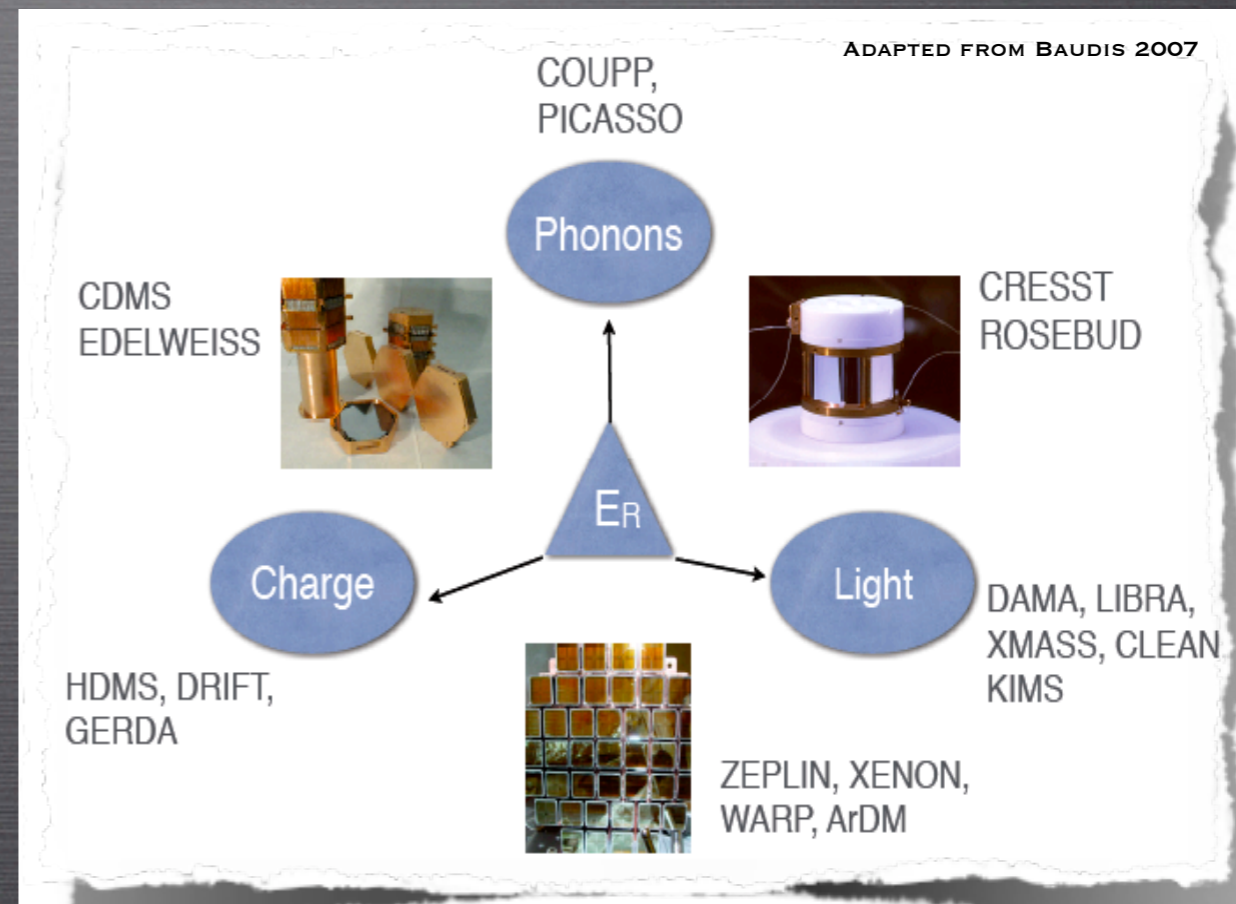 ADAPTED FROM BAUDIS 2007
COUPP,
PICASSO
Phonons
CDMS
EDELWEISS
CRESST
ROSEBUD
ER
Charge
Light
HDMS, DRIFT,
GERDA
DAMA, LIBRA,
XMASS, CLEAN
KIMS
ZEPLIN, XENON,
WARP, ArDM